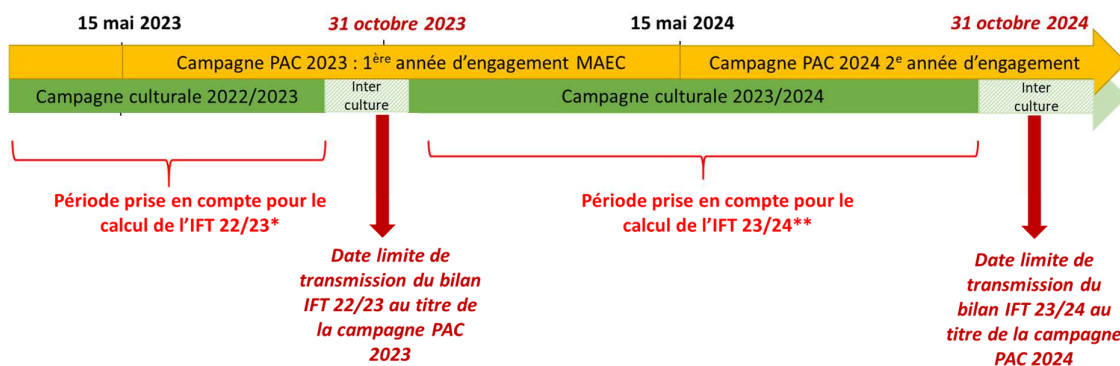 15 mai 2023
31 octobre 2023
15 mai 2024
31 octobre 2024
Campagne PAC 2023 : 1ère année d'engagement MAEC
Campagne PAC 2024 2e année d'engagement
Campagne culturale 2022/2023
Inter
culture
Campagne culturale 2023/2024
Inter
culture
Période prise en compte pour le
calcul de l'IFT 22/23*
Période prise en compte pour le
calcul de l'IFT 23/24**
Date limite de
transmission du bilan
IFT 22/23 au titre de
la campagne PAC
2023
Date limite de
transmission du
bilan IFT 23/24 au
titre de la campagne
PAC 2024